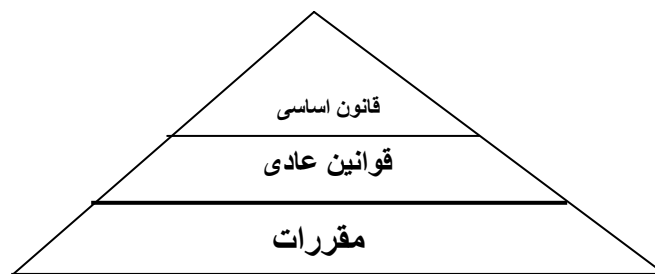 قانون اساسی
قوانین عادی
مقررات